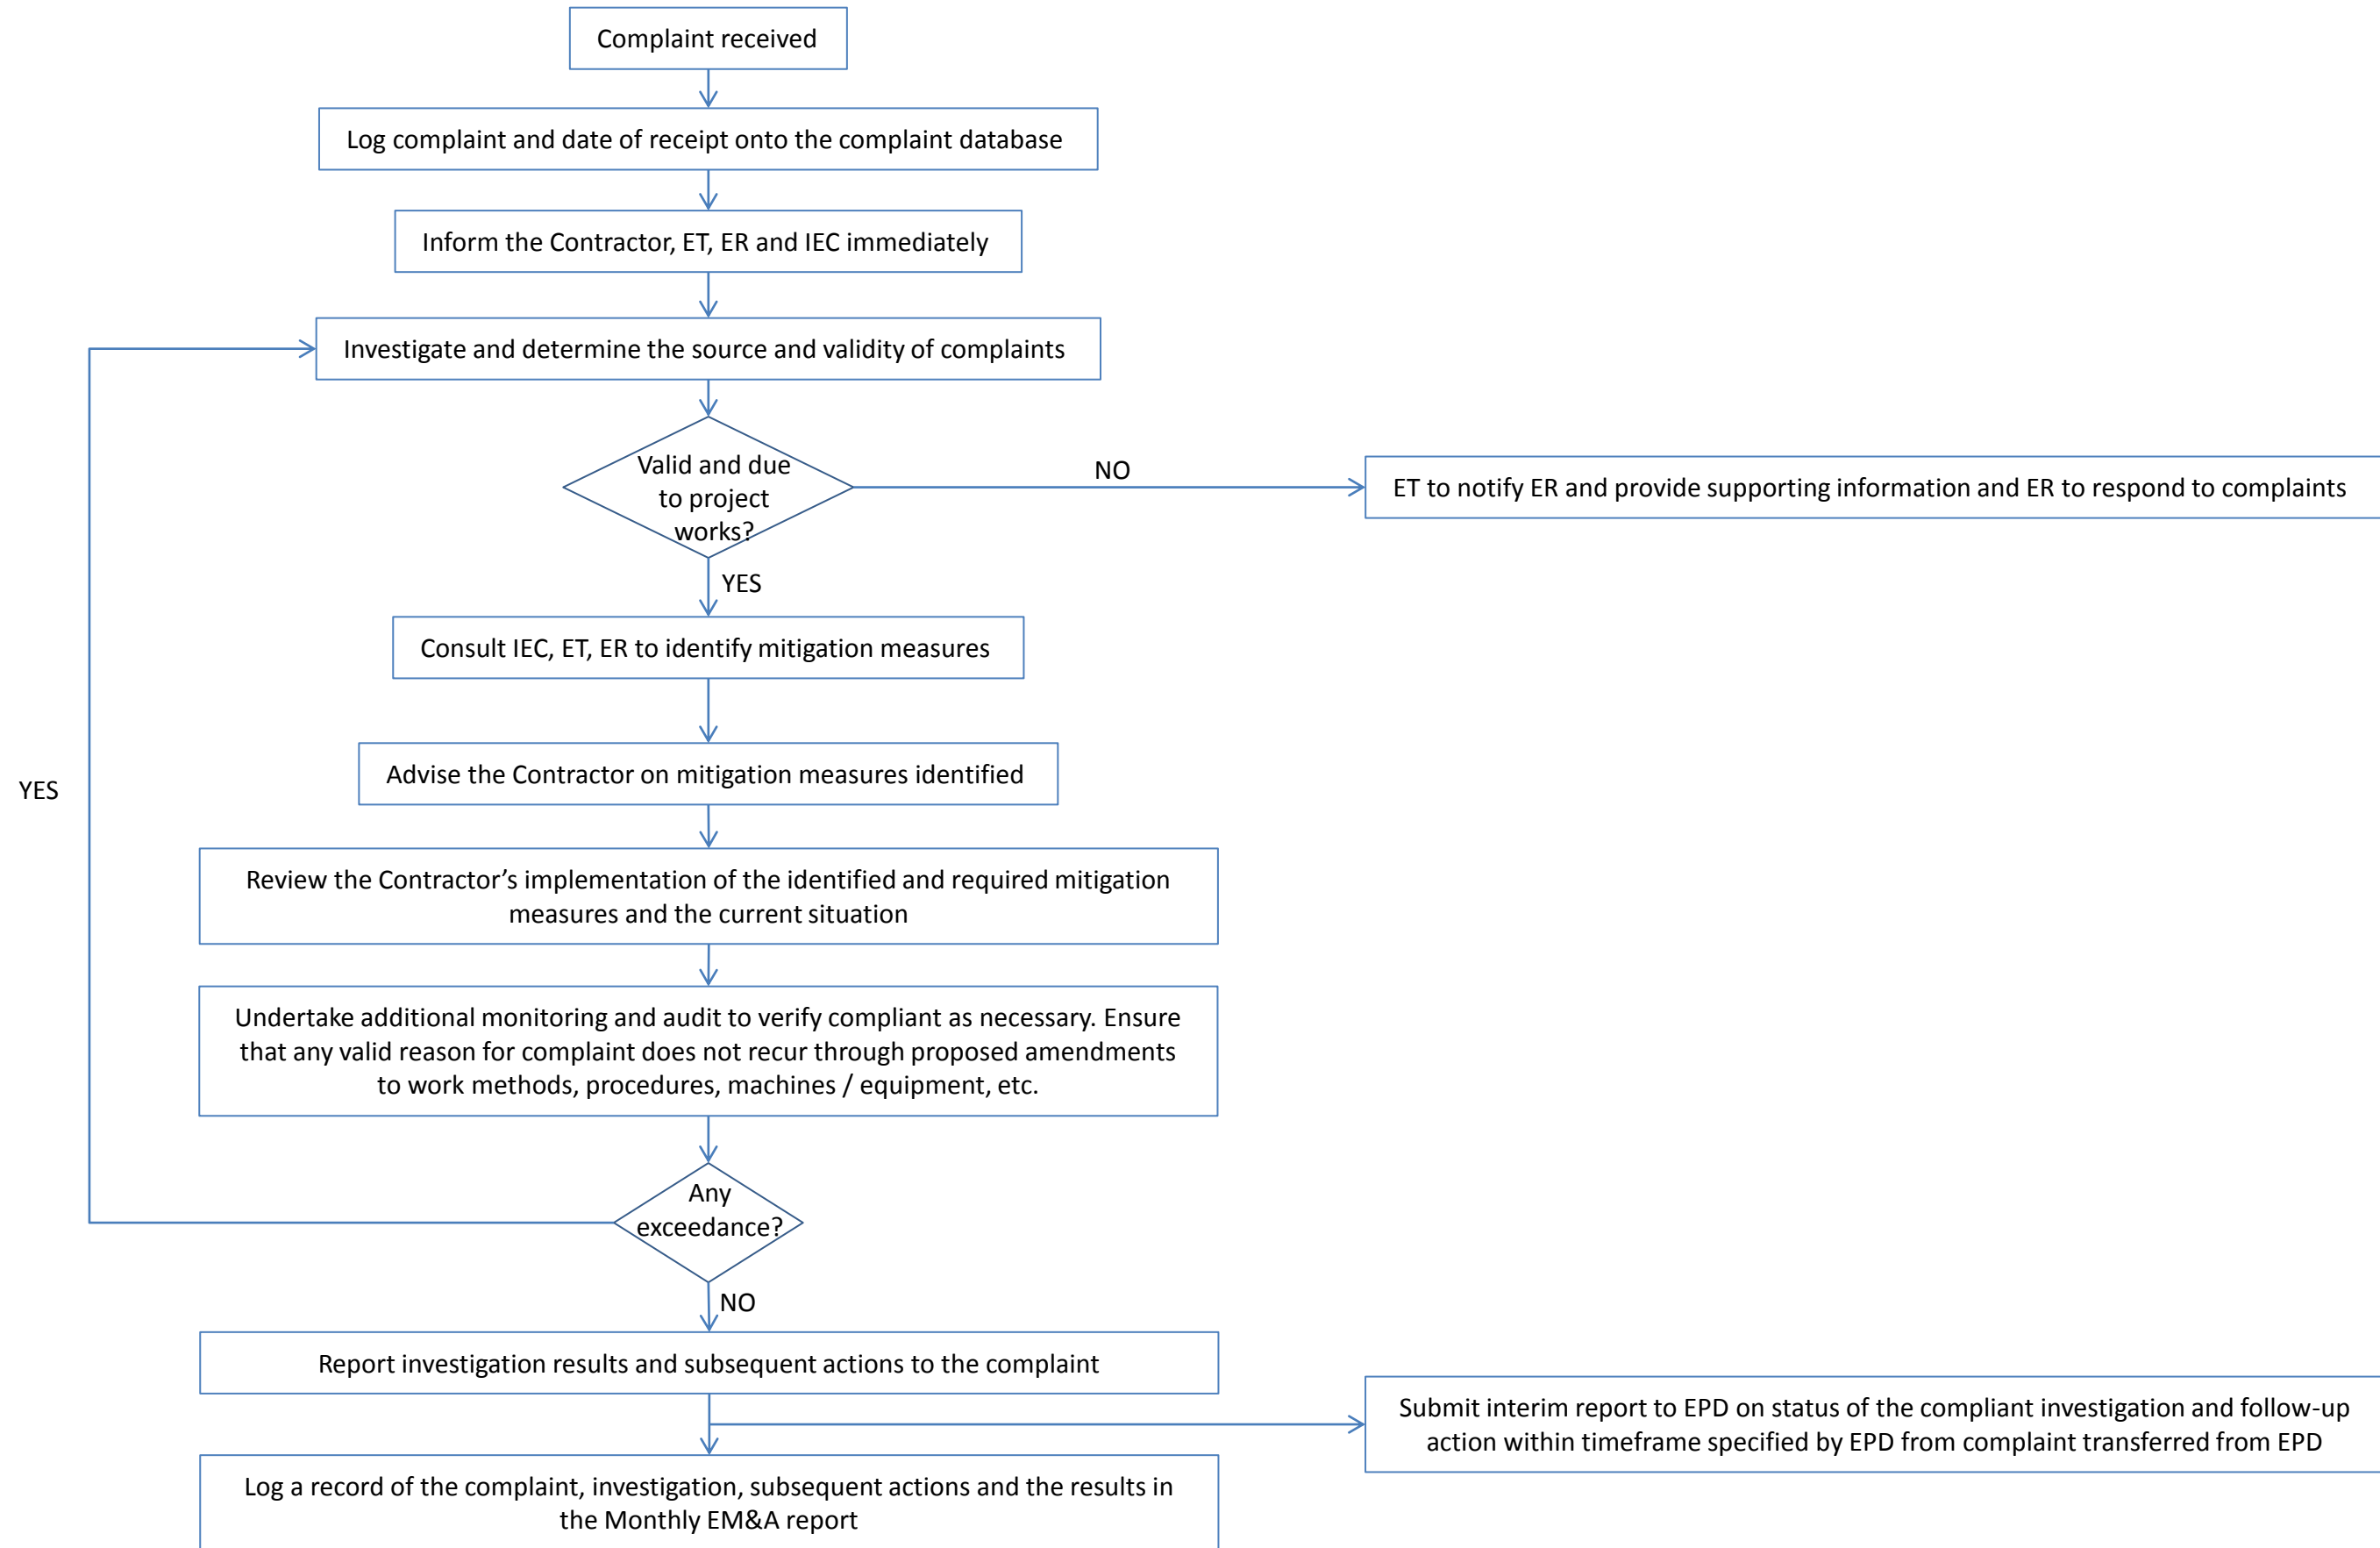 Complaint received
Log complaint and date of receipt onto the complaint database
Inform the Contractor, ET, ER and IEC immediately
Investigate and determine the source and validity of complaints
Valid and due
to project
works?
NO
ET to notify ER and provide supporting information and ER to respond to complaints
YES
Consult IEC, ET, ER to identify mitigation measures
Advise the Contractor on mitigation measures identified
YES
Review the Contractor’s implementation of the identified and required mitigation
measures and the current situation
Undertake additional monitoring and audit to verify compliant as necessary. Ensure
that any valid reason for complaint does not recur through proposed amendments
to work methods, procedures, machines / equipment, etc.
Any
exceedance?
NO
Report investigation results and subsequent actions to the complaint
Submit interim report to EPD on status of the compliant investigation and follow-up
action within timeframe specified by EPD from complaint transferred from EPD
Log a record of the complaint, investigation, subsequent actions and the results in
the Monthly EM&A report